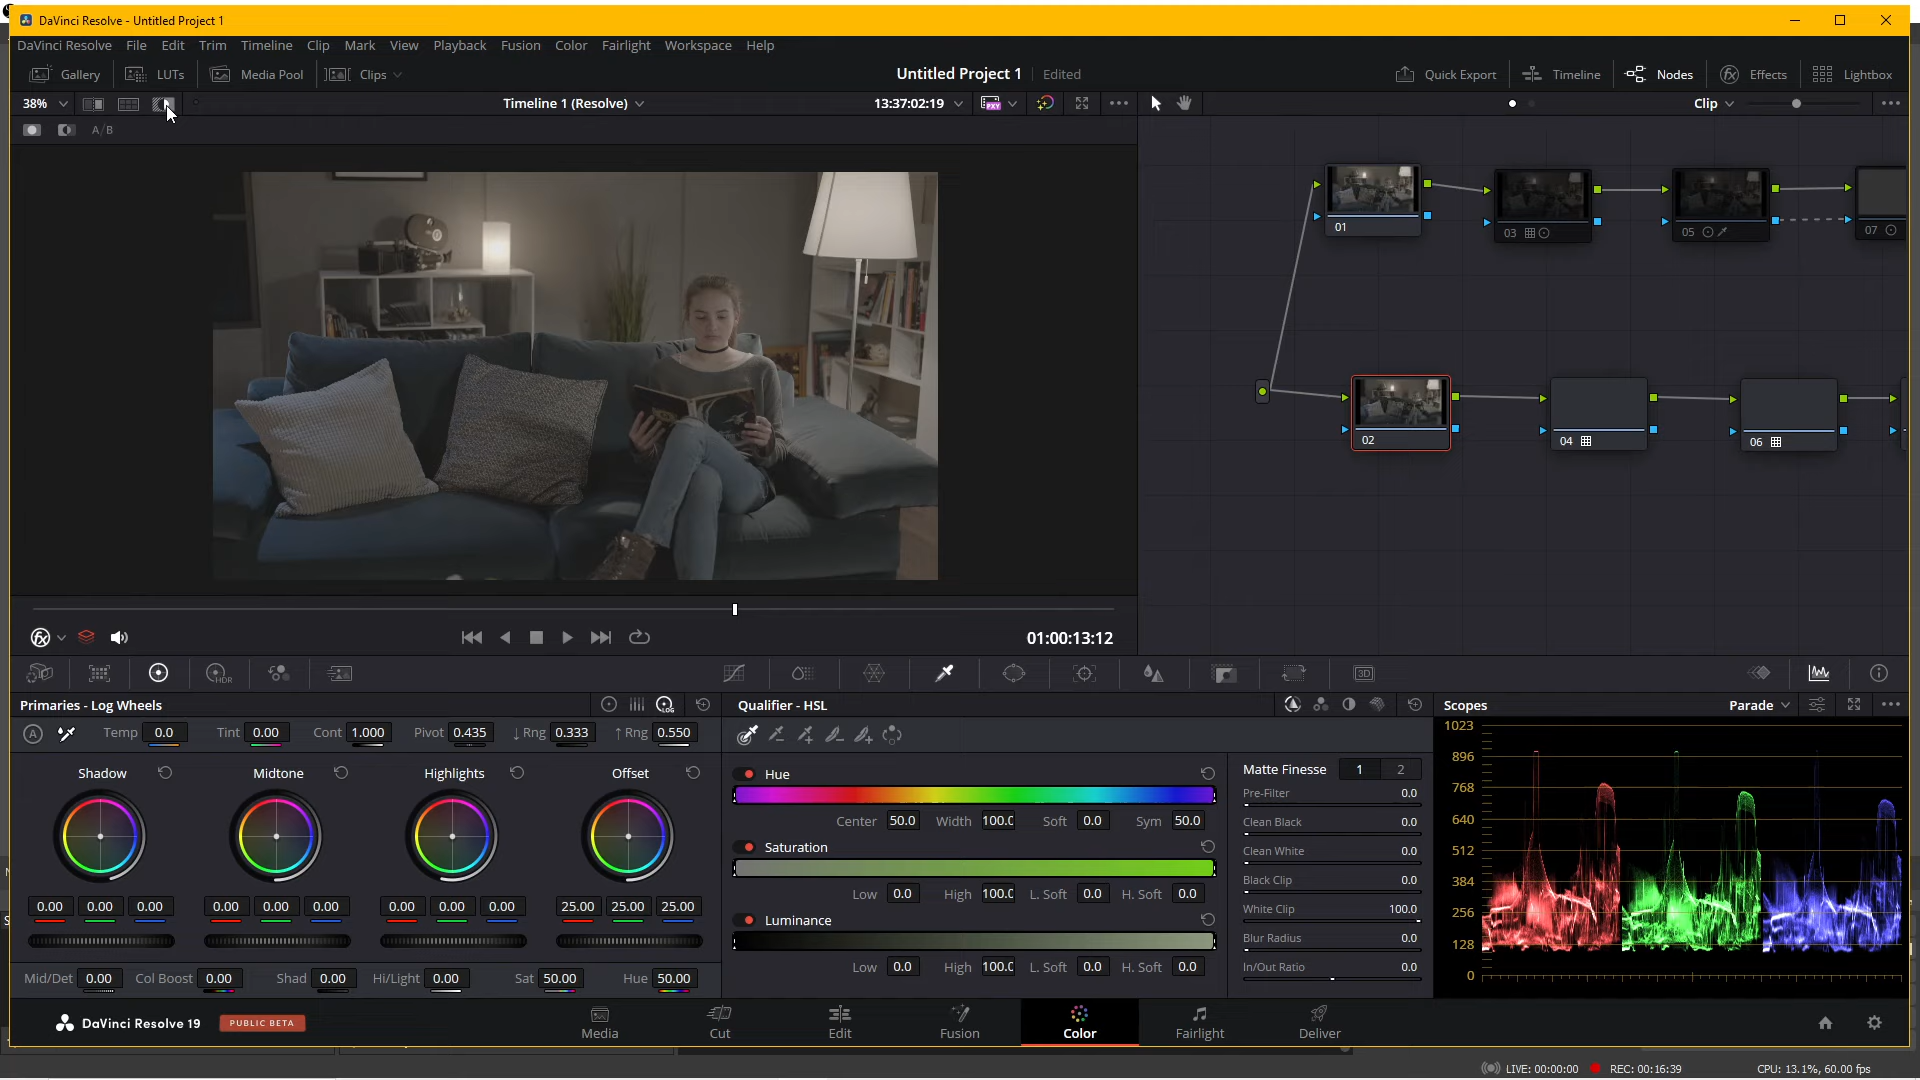 DaVinci Resolve - Untitled Project 1
DaVinci Resolve File Edit Trim Timeline Clip Mark View Playback Fusion Color Fairlight Workspace Help
Gallery LUTs Media Pool Clips Untitled Project 1 Edited Quick Export Timeline Nodes Effects Lightbox
38% Timeline 1 (Resolve) 13:37:02:19 PXY Clip
A/B
01 03 05 07
02 04 06
01:00:13:12
HDR 3D
Primaries - Log Wheels LOG Qualifier - HSL Scopes Parade
A Temp 0.0 Tint 0.00 Cont 1.000 Pivot 0.435 ↓ Rng 0.333 ↑ Rng 0.550
Shadow Midtone Highlights Offset
0.00 0.00 0.00 0.00 0.00 0.00 0.00 0.00 0.00 25.00 25.00 25.00
Mid/Det 0.00 Col Boost 0.00 Shad 0.00 Hi/Light 0.00 Sat 50.00 Hue 50.00
Hue
Center 50.0 Width 100.0 Soft 0.0 Sym 50.0
Saturation
Low 0.0 High 100.0 L. Soft 0.0 H. Soft 0.0
Luminance
Low 0.0 High 100.0 L. Soft 0.0 H. Soft 0.0
Matte Finesse 1 2
Pre-Filter 0.0
Clean Black 0.0
Clean White 0.0
Black Clip 0.0
White Clip 100.0
Blur Radius 0.0
In/Out Ratio 0.0
1023
896
768
640
512
384
256
128
0
DaVinci Resolve 19 PUBLIC BETA Media Cut Edit Fusion Color Fairlight Deliver
LIVE: 00:00:00 REC: 00:16:39 CPU: 13.1%, 60.00 fps